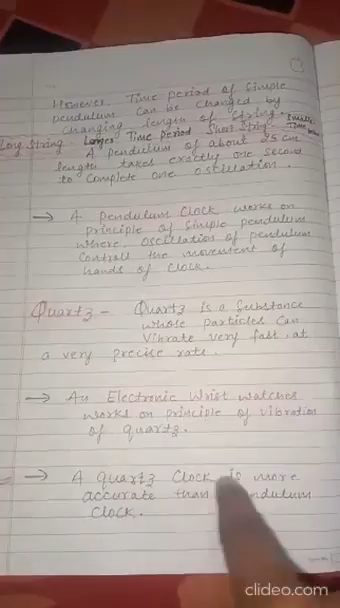 However, Time period of Simple
pendulum can be changed by
changing length of string.
Long String Larger Time period Short String Smaller Time
A pendulum of about 25 cm
length takes exactly one Second
to Complete one oscillation.
→ A Pendulum Clock works on
principle of simple pendulum
where, oscillation of pendulum
Controll the movement of
hands of clock.
Quartz - Quartz is a Substance
whose particles Can
Vibrate very fast, at
a very precise rate.
→ An Electronic Wrist watches
works on principle of vibration
of quartz.
→ A quartz Clock is more
accurate than
Clock.
clideo.com